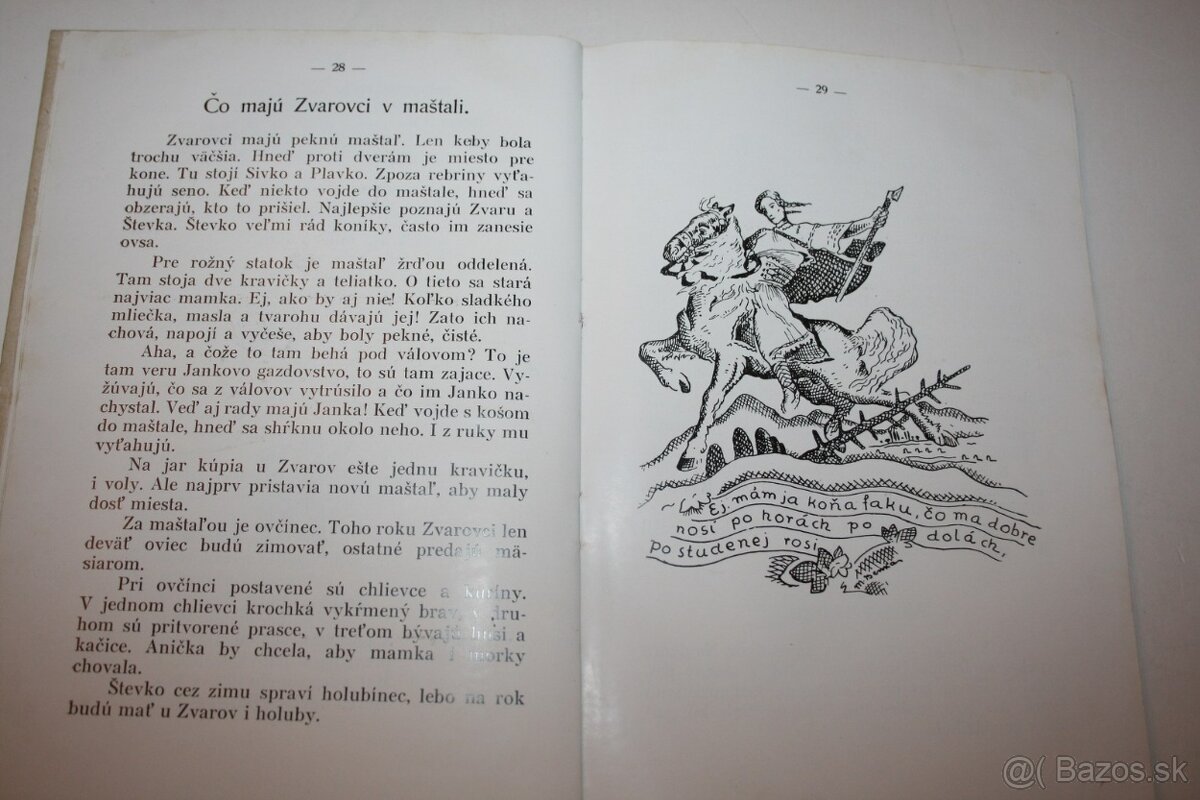 — 28 —
Čo majú Zvarovci v maštali.
Zvarovci majú peknú maštaľ. Len keby bola
trochu väčšia. Hneď proti dverám je miesto pre
kone. Tu stojí Sivko a Plavko. Zpoza rebriny vyťa-
hujú seno. Keď niekto vojde do maštale, hneď sa
obzerajú, kto to prišiel. Najlepšie poznajú Zvaru a
Števka. Števko veľmi rád koníky, často im zanesie
ovsa.
Pre rožný statok je maštaľ žrďou oddelená.
Tam stoja dve kravičky a teliatko. O tieto sa stará
najviac mamka. Ej, ako by aj nie! Koľko sladkého
mliečka, masla a tvarohu dávajú jej! Zato ich na-
chová, napojí a vyčeše, aby boly pekné, čisté.
Aha, a čože to tam behá pod válovom? To je
tam veru Jankovo gazdovstvo, to sú tam zajace. Vy-
žúvajú, čo sa z válovov vytrúsilo a čo im Janko na-
chystal. Veď aj rady majú Janka! Keď vojde s košom
do maštale, hneď sa shŕknu okolo neho. I z ruky mu
vyťahujú.
Na jar kúpia u Zvarov ešte jednu kravičku,
i voly. Ale najprv pristavia novú maštaľ, aby maly
dosť miesta.
Za maštaľou je ovčínec. Toho roku Zvarovci len
deväť oviec budú zimovať, ostatné predajú mä-
siarom.
Pri ovčínci postavené sú chlievce a kuríny.
V jednom chlievci krochká vykŕmený brav, v dru-
hom sú pritvorené prasce, v treťom bývajú husi a
kačice. Anička by chcela, aby mamka i morky
chovala.
Števko cez zimu spraví holubínec, lebo na rok
budú mať u Zvarov i holuby.
— 29 —
Ej, mám ja koňa faku, čo ma dobre
nosí po horách po dolách,
po studenej rosi
@( Bazos.sk